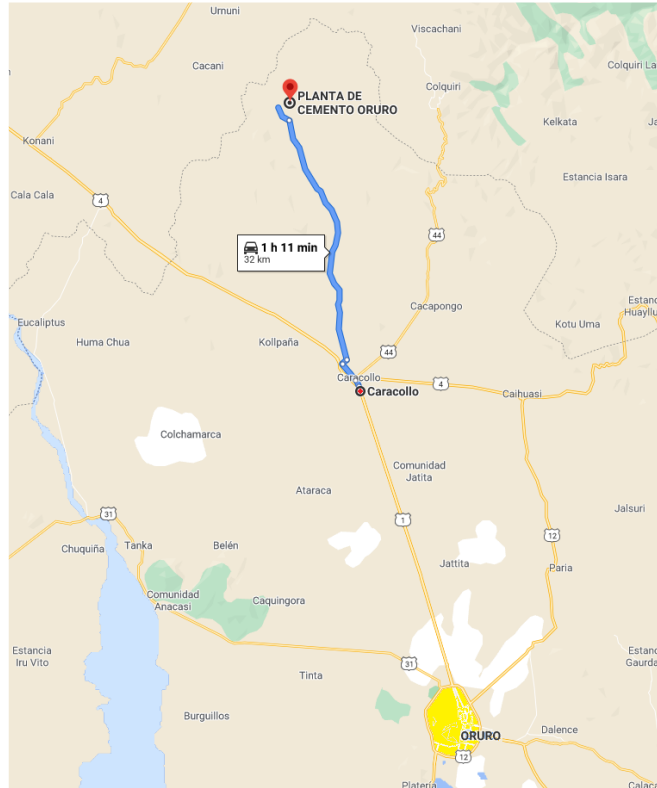 Urnuni
Viscachani
Cacani
Colquiri La
Colquiri
PLANTA DE
CEMENTO ORURO
Kelkata
Ja
Konani
Estancia Isara
Cala Cala
4
44
1 h 11 min
32 km
Estanc
Huayllu
Cacapongo
Eucaliptus
Kotu Uma
Huma Chua
Kollpaña
44
Caracollo
4
Caracollo
Caihuasi
Colchamarca
Comunidad
Jatita
Ataraca
Jalsuri
31
1
12
Chuquiña
Tanka
Belén
Jattita
Paria
Comunidad
Anacasi
Caquingora
Estancia
Iru Vito
31
Estanc
Gaurda
Tinta
Burguillos
ORURO
Dalence
12
Platería
Calaca